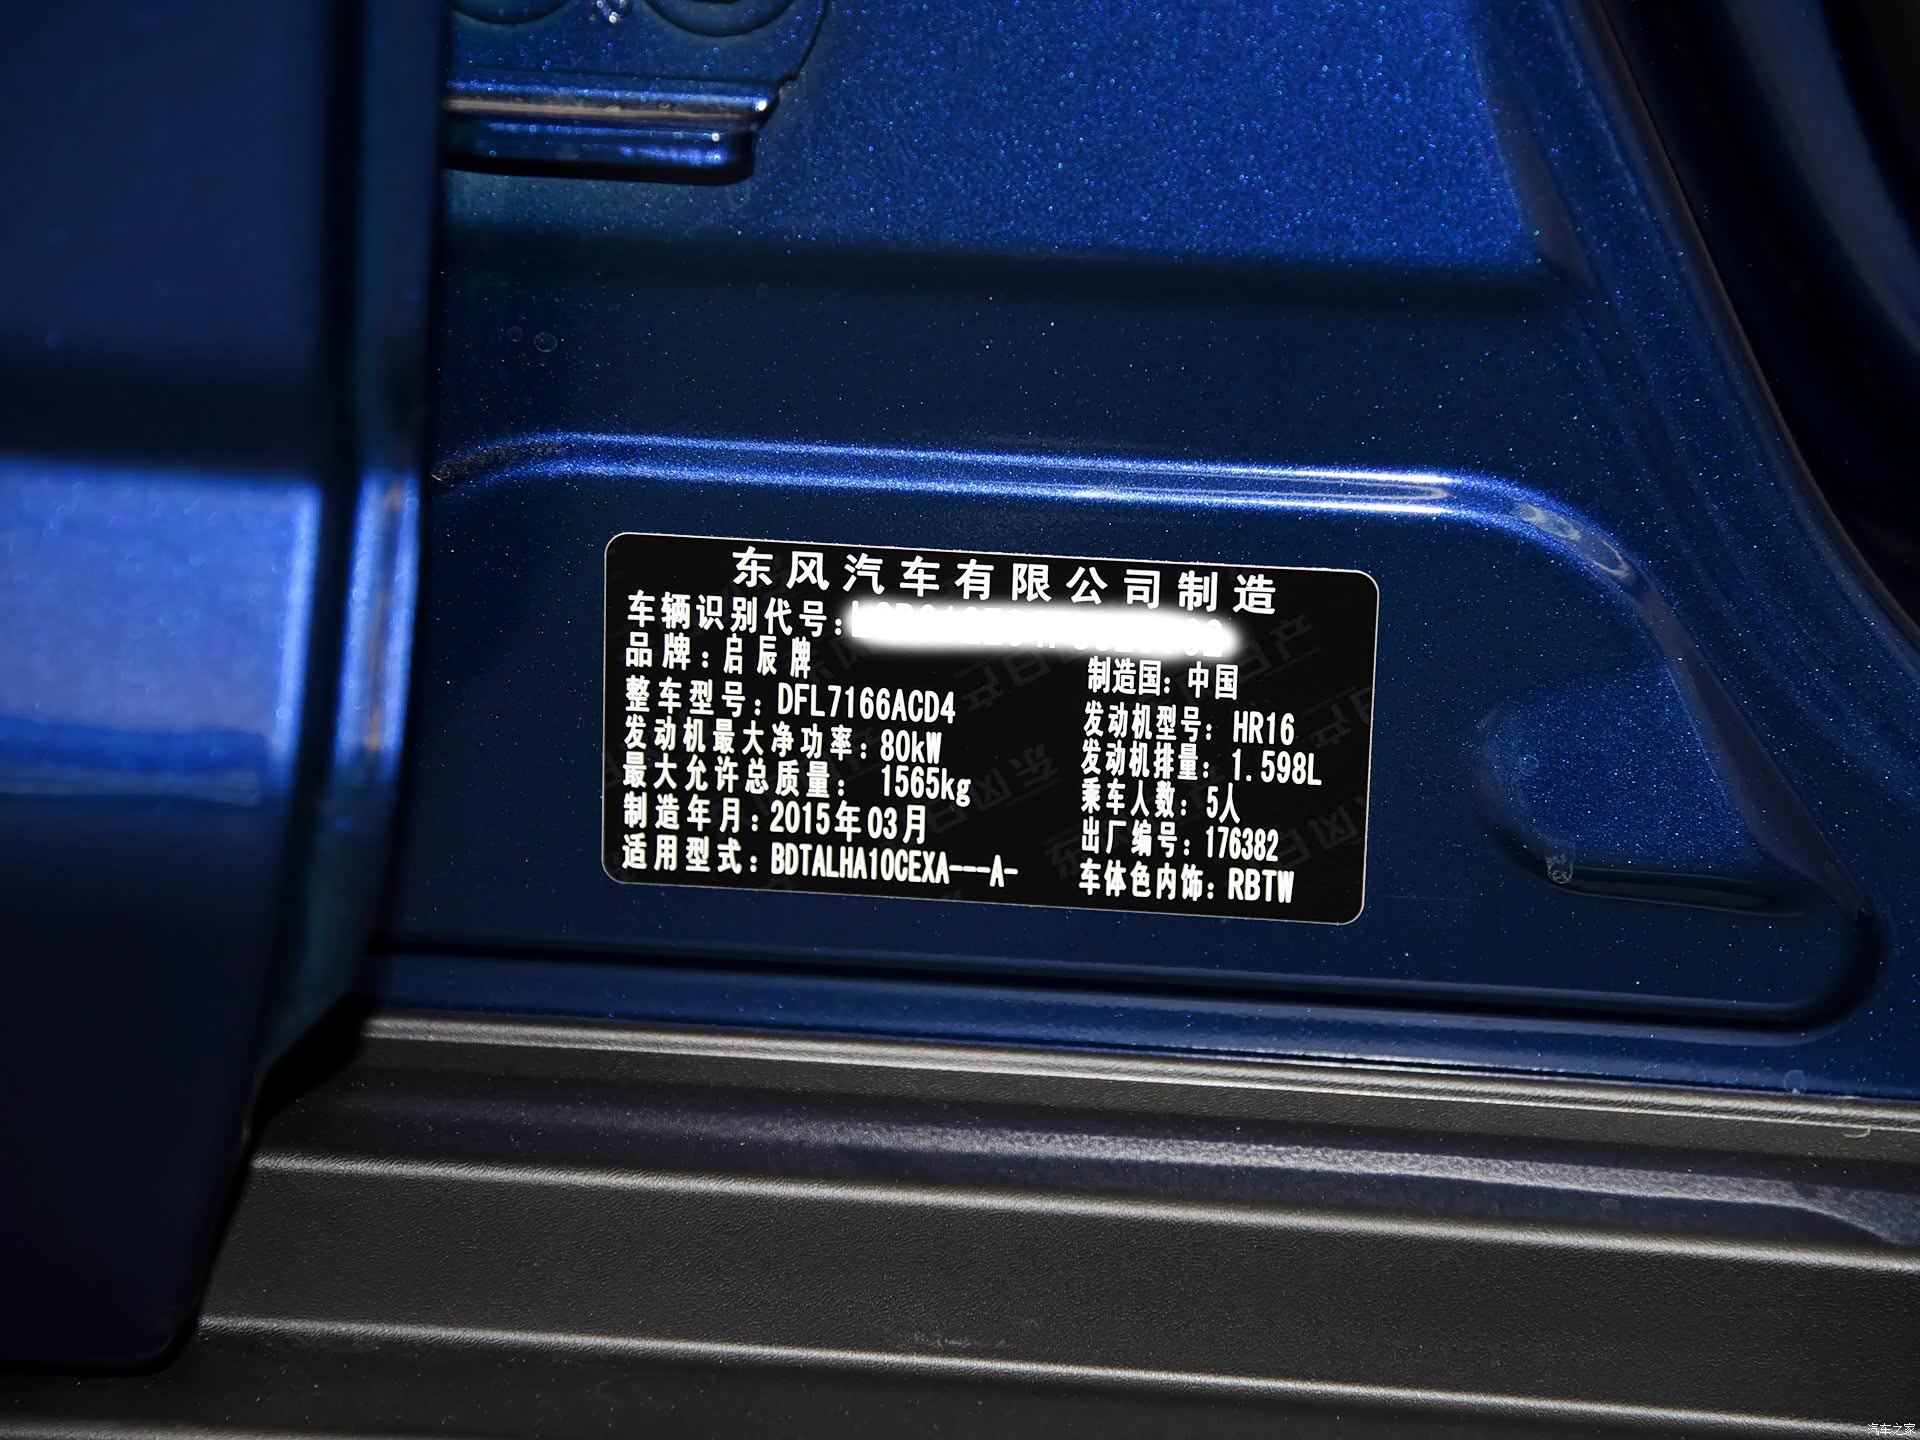 东风汽车有限公司制造
车辆识别代号:
品牌:启辰牌 制造国:中国
整车型号:DFL7166ACD4 发动机型号:HR16
发动机最大净功率:80kW 发动机排量:1.598L
最大允许总质量: 1565kg 乘车人数:5人
制造年月:2015年03月 出厂编号:176382
适用型式:BDTALHA10CEXA---A- 车体色内饰:RBTW
汽车之家